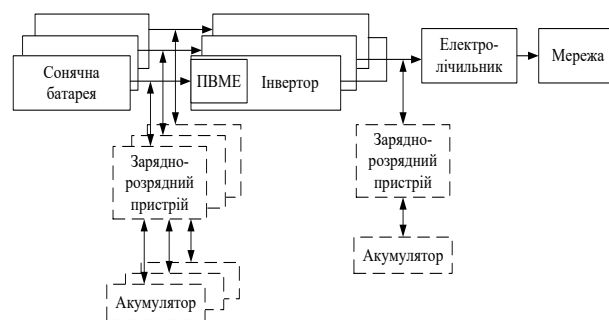 Сонячна
батарея
ПВМЕ
Інвертор
Електро-
лічильник
Мережа
Зарядно-
розрядний
пристрій
Акумулятор
Зарядно-
розрядний
пристрій
Акумулятор